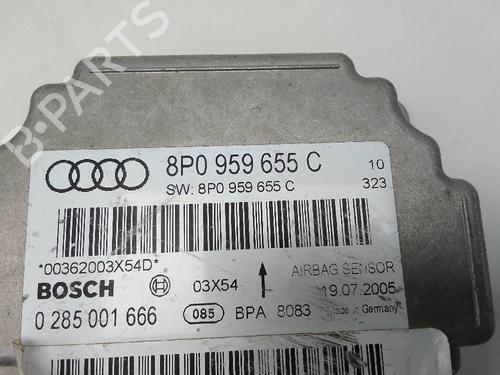 B-PARTS
8P0 959 655 C 10
SW: 8P0 959 655 C 323
*00362003X54D*
BOSCH 03X54 AIRBAG SENSOR
19.07.2005
0 285 001 666 085 BPA 8083 Made in Germany